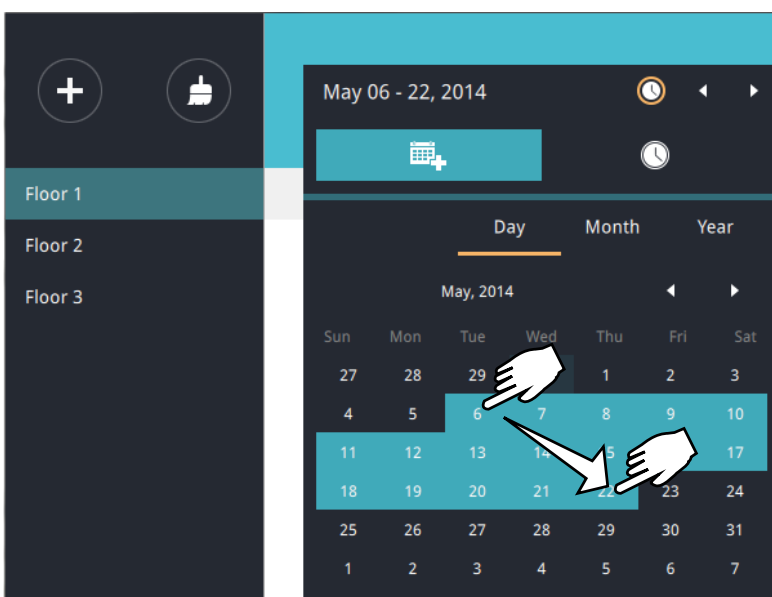 May 06 - 22, 2014
Floor 1
Floor 2
Floor 3
Day Month Year
May, 2014
Sun Mon Tue Wed Thu Fri Sat
27 28 29 1 2 3
4 5 6 7 8 9 10
11 12 13 14 15 17
18 19 20 21 22 23 24
25 26 27 28 29 30 31
1 2 3 4 5 6 7